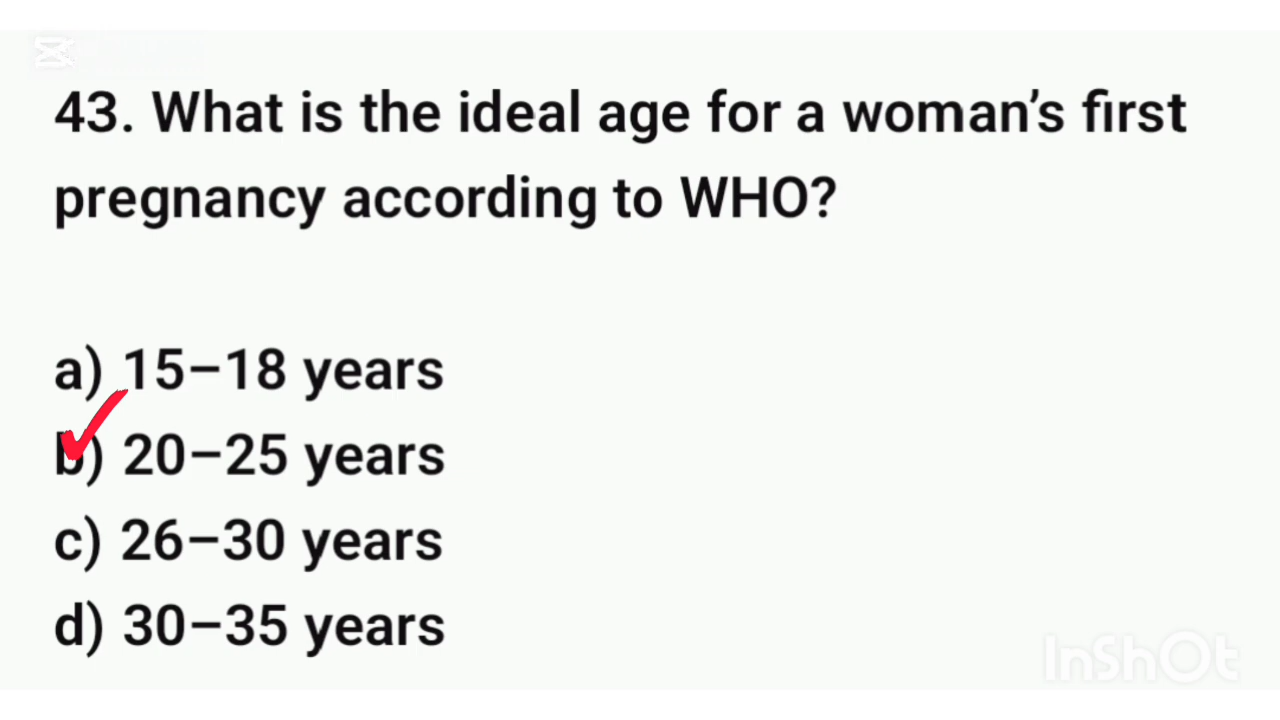 43. What is the ideal age for a woman’s first
pregnancy according to WHO?
a) 15–18 years
b) 20–25 years
c) 26–30 years
d) 30–35 years
InShOt